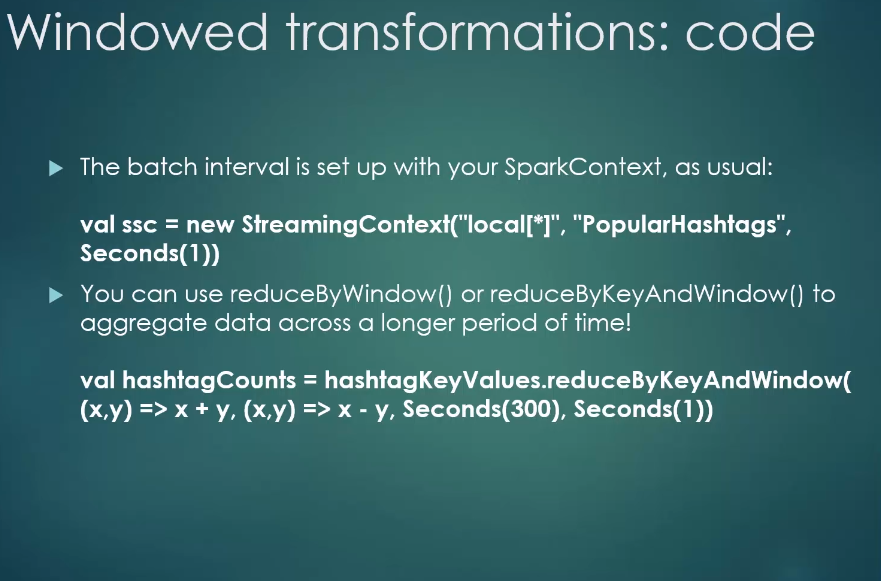 Windowed transformations: code
The batch interval is set up with your SparkContext, as usual:
val ssc = new StreamingContext("local[*]", "PopularHashtags",
Seconds(1))
You can use reduceByWindow() or reduceByKeyAndWindow() to
aggregate data across a longer period of time!
val hashtagCounts = hashtagKeyValues.reduceByKeyAndWindow(
(x,y) => x + y, (x,y) => x - y, Seconds(300), Seconds(1))